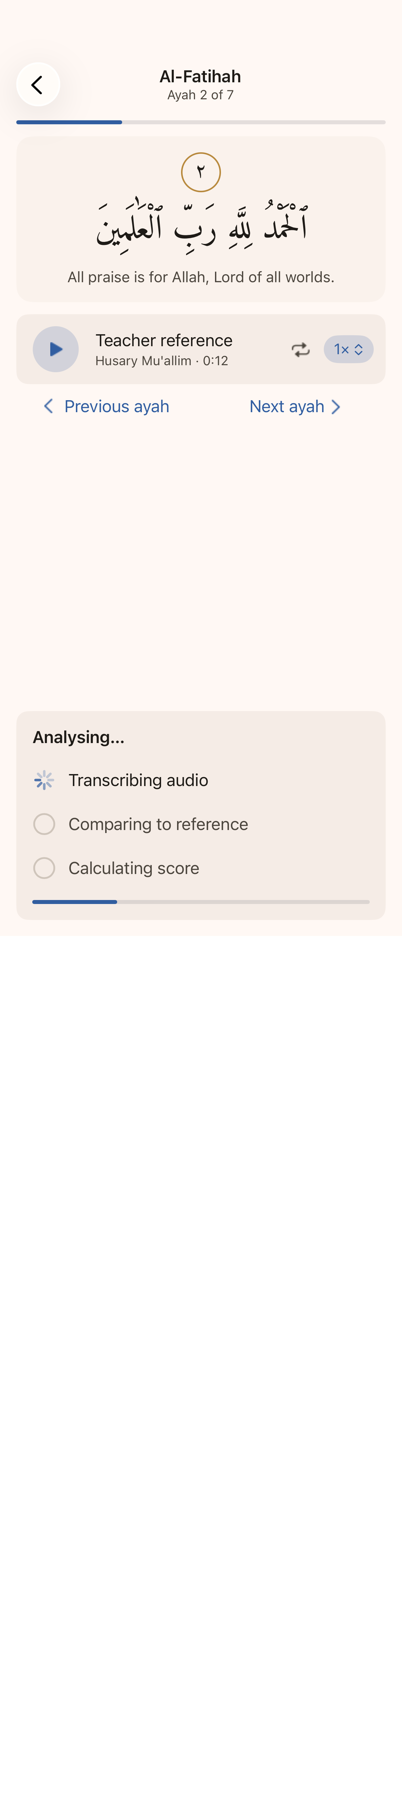 Al-Fatihah
Ayah 2 of 7
٢
ٱلْحَمْدُ لِلَّهِ رَبِّ ٱلْعَٰلَمِينَ
All praise is for Allah, Lord of all worlds.
Teacher reference
Husary Mu'allim · 0:12
1×
Previous ayah
Next ayah
Analysing...
Transcribing audio
Comparing to reference
Calculating score